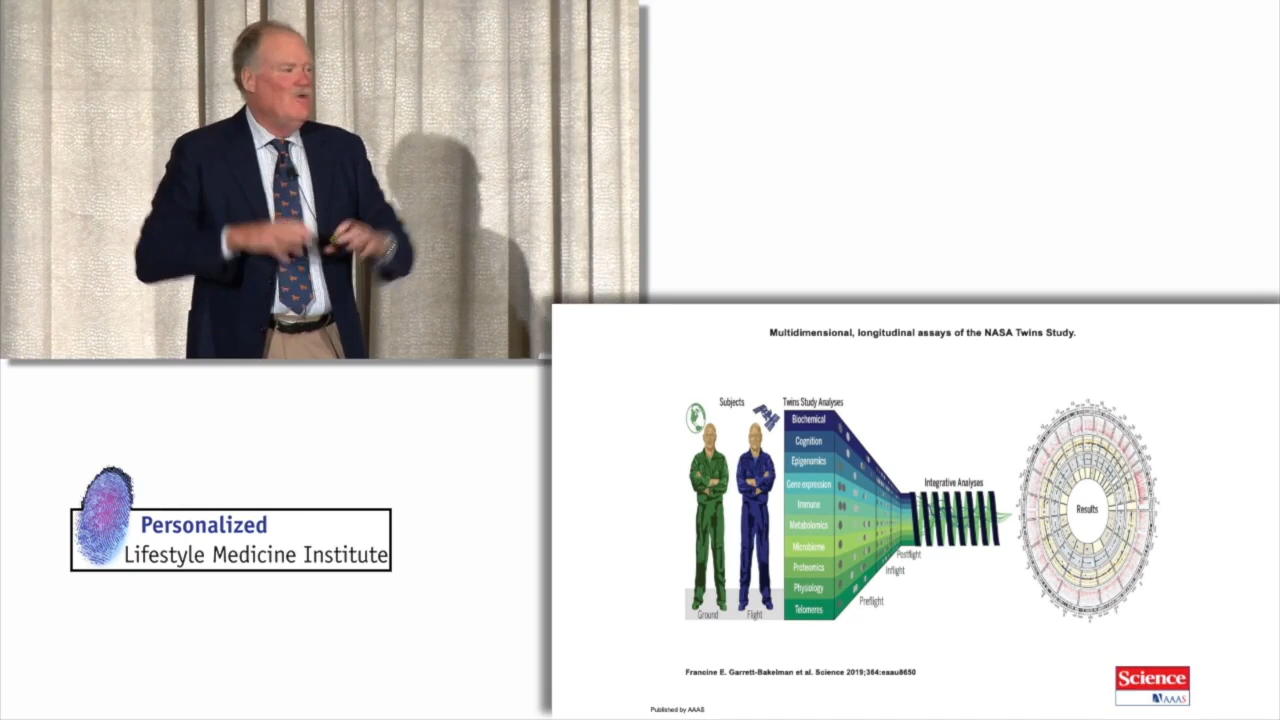 Personalized
Lifestyle Medicine Institute
Multidimensional, longitudinal assays of the NASA Twins Study.
Subjects
Twins Study Analyses
Biochemical
Cognition
Epigenomics
Gene expression
Immune
Metabolomics
Microbiome
Proteomics
Physiology
Telomeres
Ground
Flight
Preflight
Inflight
Postflight
Integrative Analyses
Results
Francine E. Garrett-Bakelman et al. Science 2019;364:eaau8650
Published by AAAS
Science
AAAS